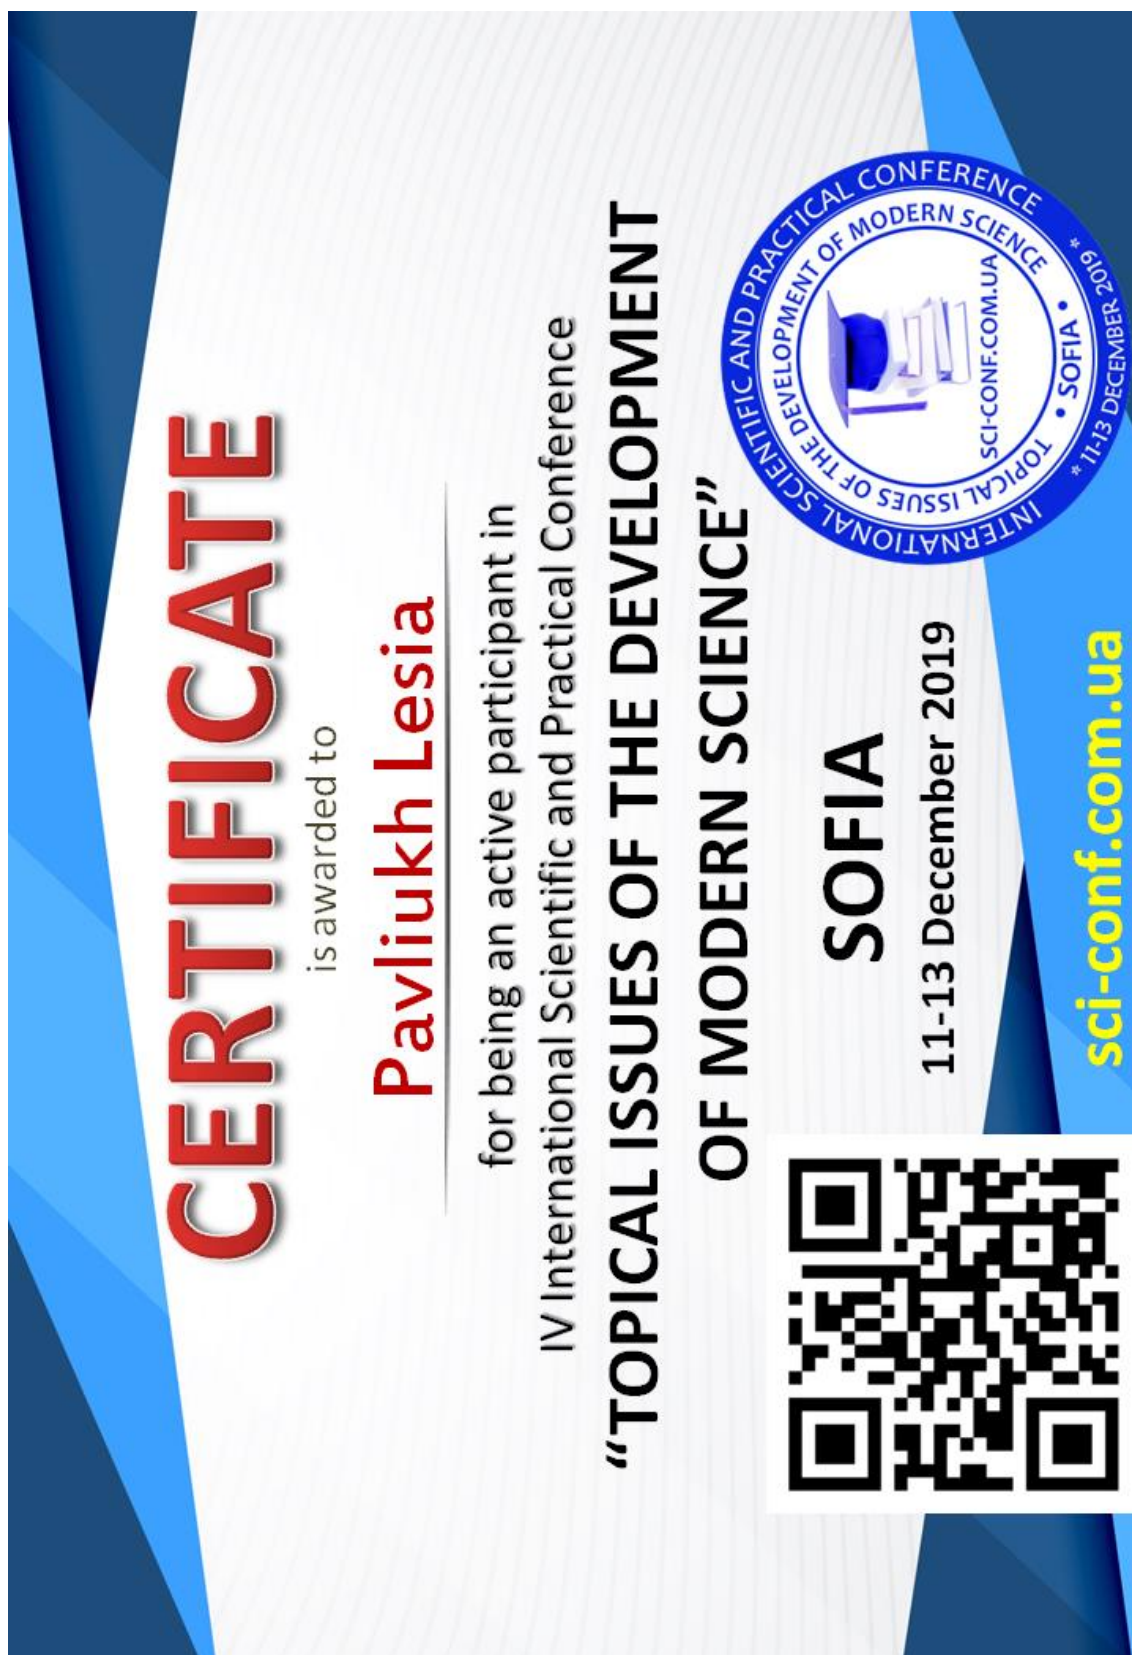 CERTIFICATE
is awarded to
Pavliukh Lesia
for being an active participant in
IV International Scientific and Practical Conference
“TOPICAL ISSUES OF THE DEVELOPMENT
OF MODERN SCIENCE”
SOFIA
11-13 December 2019
sci-conf.com.ua
INTERNATIONAL SCIENTIFIC AND PRACTICAL CONFERENCE
* 11-13 DECEMBER 2019 *
TOPICAL ISSUES OF THE DEVELOPMENT OF MODERN SCIENCE
• SOFIA •
SCI-CONF.COM.UA